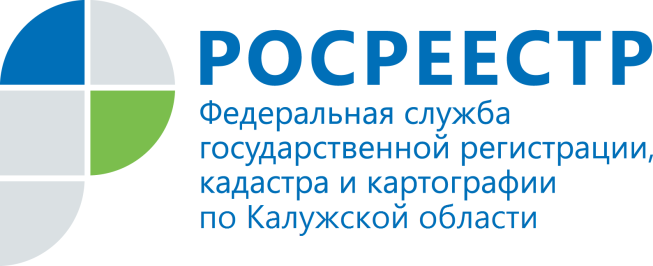 РОСРЕЕСТР
Федеральная служба
государственной регистрации,
кадастра и картографии
по Калужской области